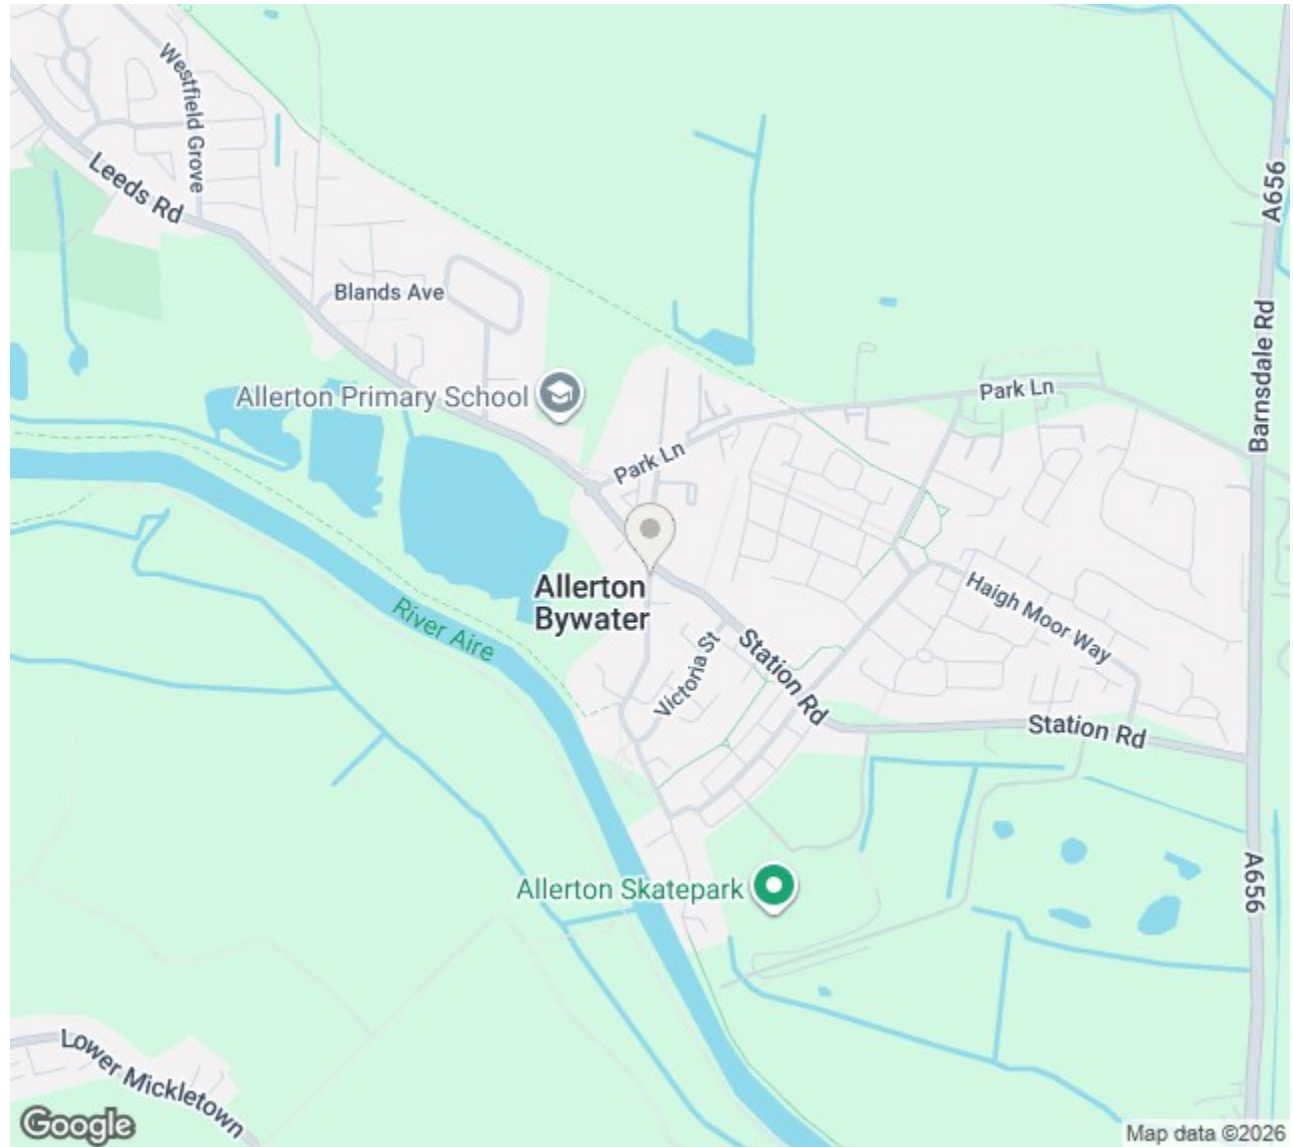 Westfield Grove
Leeds Rd
A656
Blands Ave
Barnsdale Rd
Allerton Primary School
Park Ln
Park Ln
Allerton
Bywater
River Aire
Haigh Moor Way
Victoria St
Station Rd
Station Rd
Allerton Skatepark
A656
Lower Mickletown
Google
Map data ©2026